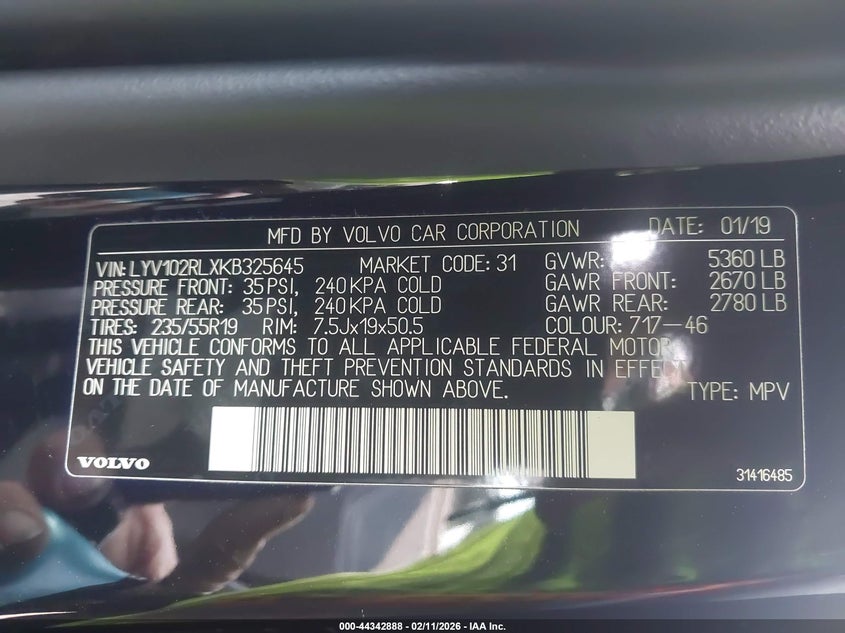 MFD BY VOLVO CAR CORPORATION DATE: 01/19
VIN: LYV102RLXKB325645 MARKET CODE: 31 GVWR: 5360 LB
PRESSURE FRONT: 35 PSI, 240 KPA COLD GAWR FRONT: 2670 LB
PRESSURE REAR: 35 PSI, 240 KPA COLD GAWR REAR: 2780 LB
TIRES: 235/55R19 RIM: 7.5Jx19x50.5 COLOUR: 717-46
THIS VEHICLE CONFORMS TO ALL APPLICABLE FEDERAL MOTOR
VEHICLE SAFETY AND THEFT PREVENTION STANDARDS IN EFFECT
ON THE DATE OF MANUFACTURE SHOWN ABOVE. TYPE: MPV
VOLVO 31416485
000-44342888 - 02/11/2026 - IAA Inc.